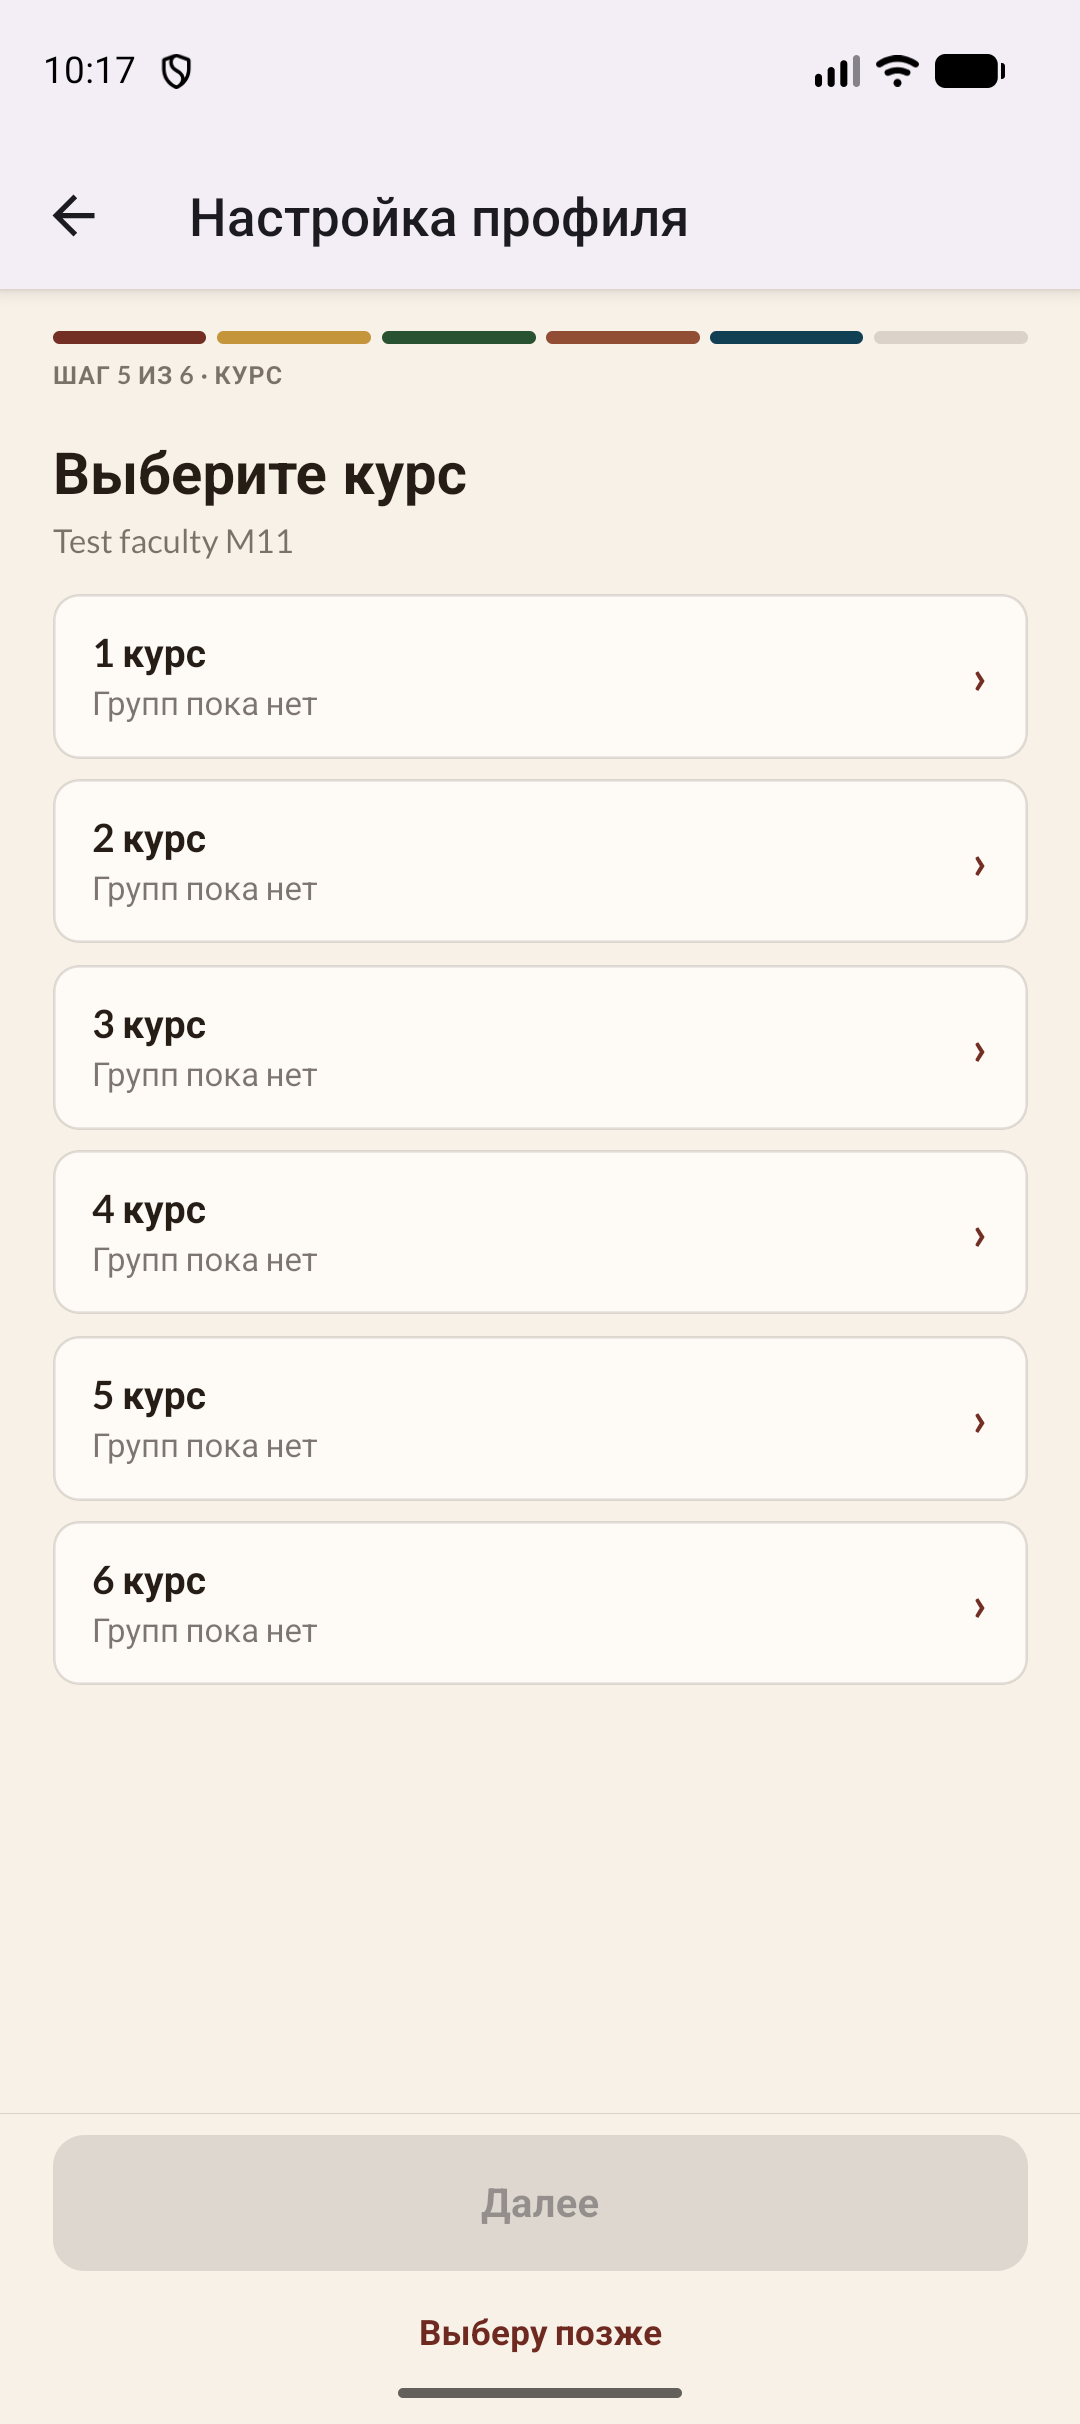 10:17
Настройка профиля
ШАГ 5 ИЗ 6 · КУРС
Выберите курс
Test faculty M11
1 курс
Групп пока нет
›
2 курс
Групп пока нет
›
3 курс
Групп пока нет
›
4 курс
Групп пока нет
›
5 курс
Групп пока нет
›
6 курс
Групп пока нет
›
Далее
Выберу позже